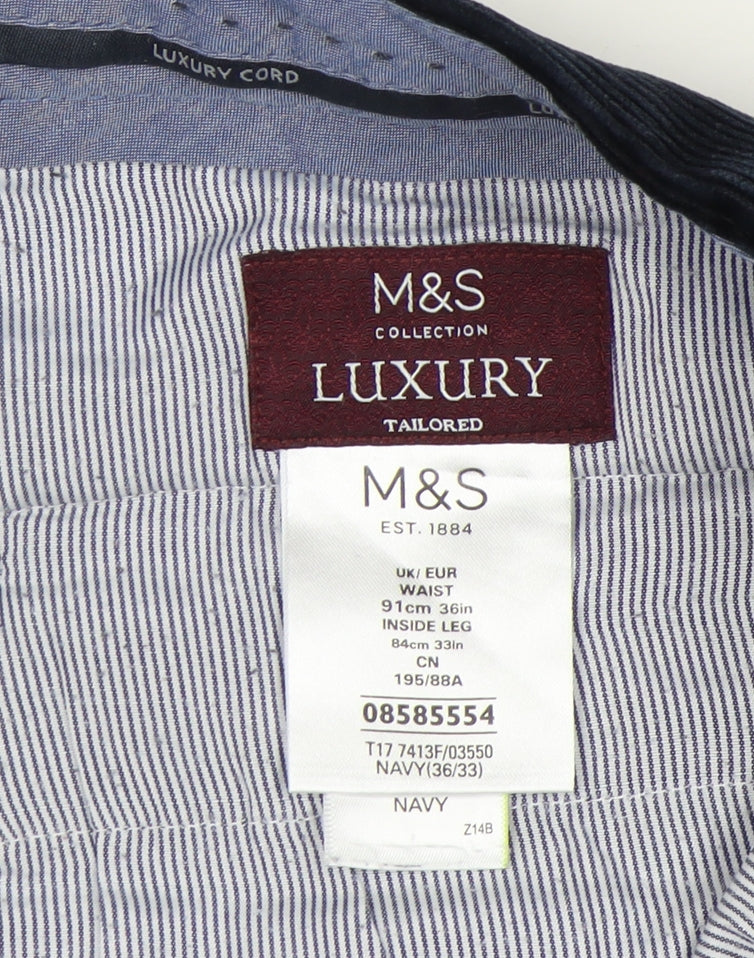 LUXURY CORD
M&S
COLLECTION
LUXURY
TAILORED
M&S
EST. 1884
UK/ EUR
WAIST
91cm 36in
INSIDE LEG
84cm 33in
CN
195/88A
08585554
T17 7413F/03550
NAVY(36/33)
NAVY
Z14B